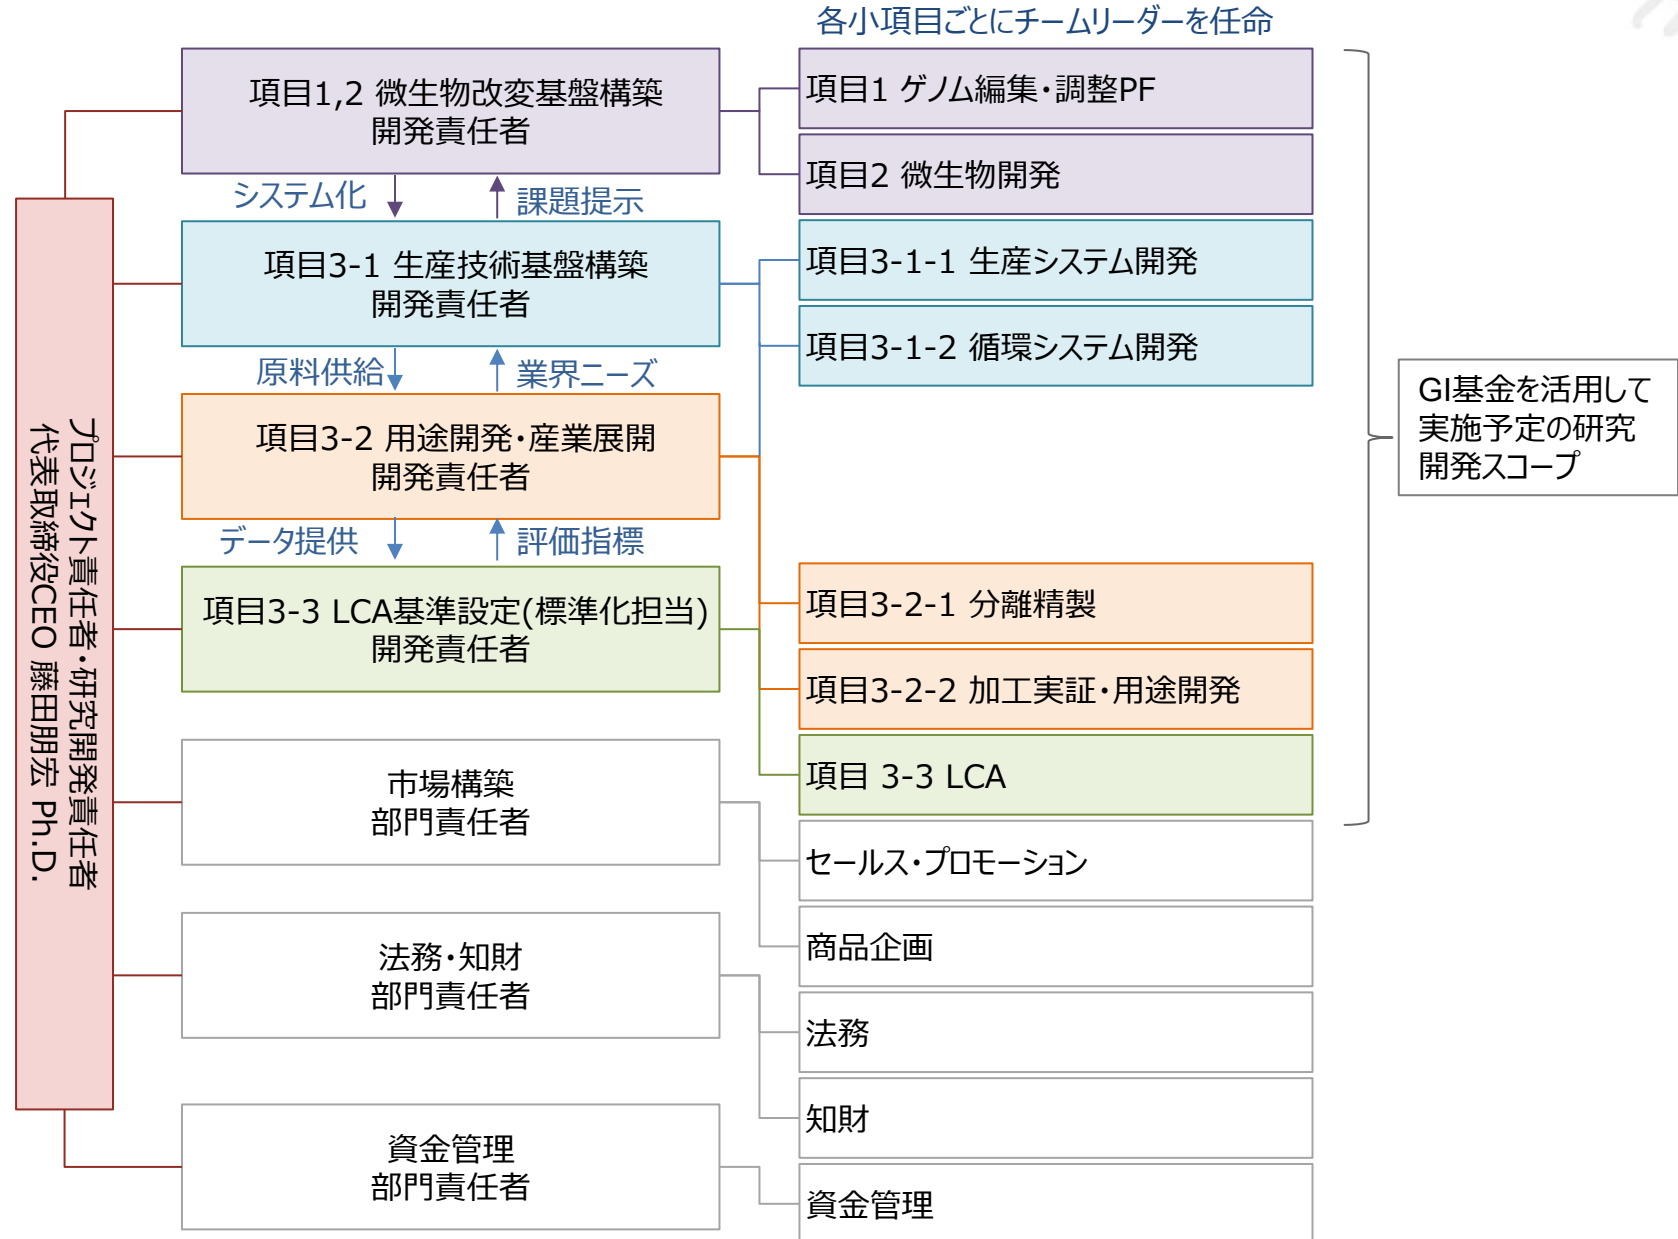 各小項目ごとにチームリーダーを任命
プロジェクト責任者・研究開発責任者
代表取締役CEO 藤田朋宏 Ph.D.
項目1,2 微生物改変基盤構築
開発責任者
システム化
課題提示
項目3-1 生産技術基盤構築
開発責任者
原料供給
業界ニーズ
項目3-2 用途開発・産業展開
開発責任者
データ提供
評価指標
項目3-3 LCA基準設定(標準化担当)
開発責任者
市場構築
部門責任者
法務・知財
部門責任者
資金管理
部門責任者
項目1 ゲノム編集・調整PF
項目2 微生物開発
項目3-1-1 生産システム開発
項目3-1-2 循環システム開発
項目3-2-1 分離精製
項目3-2-2 加工実証・用途開発
項目 3-3 LCA
セールス・プロモーション
商品企画
法務
知財
資金管理
GI基金を活用して
実施予定の研究
開発スコープ